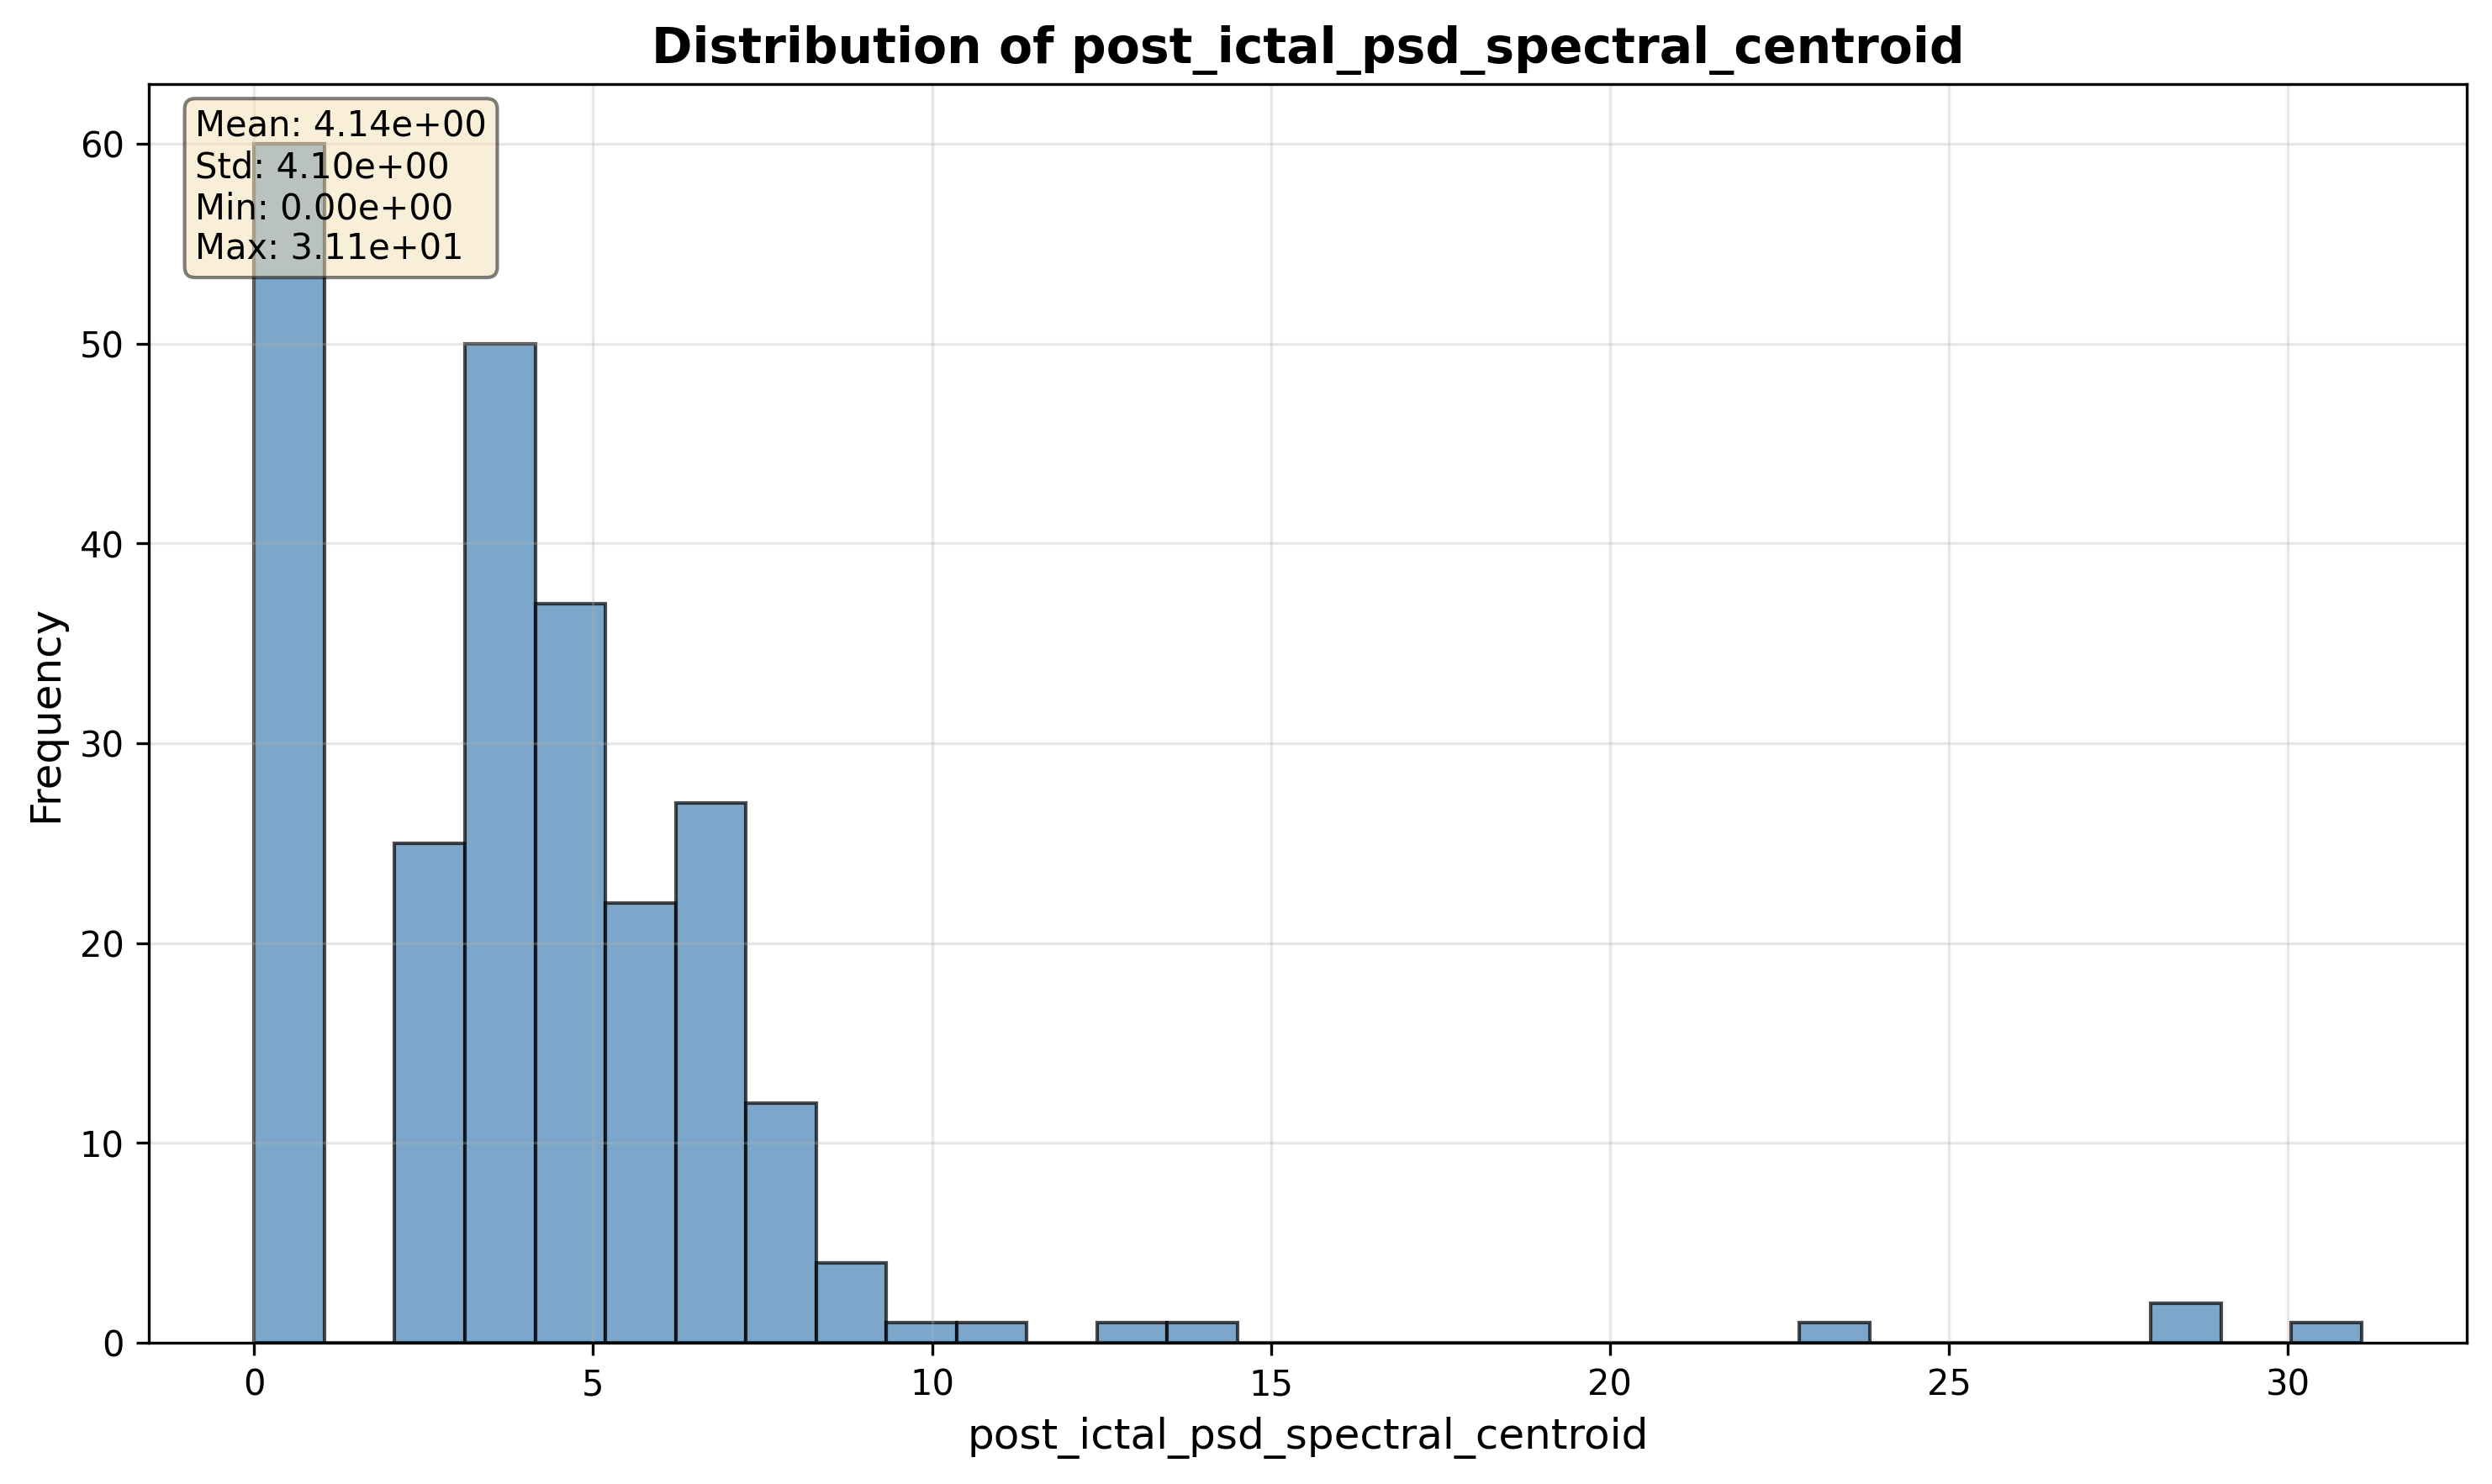 Distribution of post_ictal_psd_spectral_centroid
Mean: 4.14e+00
Std: 4.10e+00
Min: 0.00e+00
Max: 3.11e+01
Frequency
60
50
40
30
20
10
0
0 5 10 15 20 25 30
post_ictal_psd_spectral_centroid